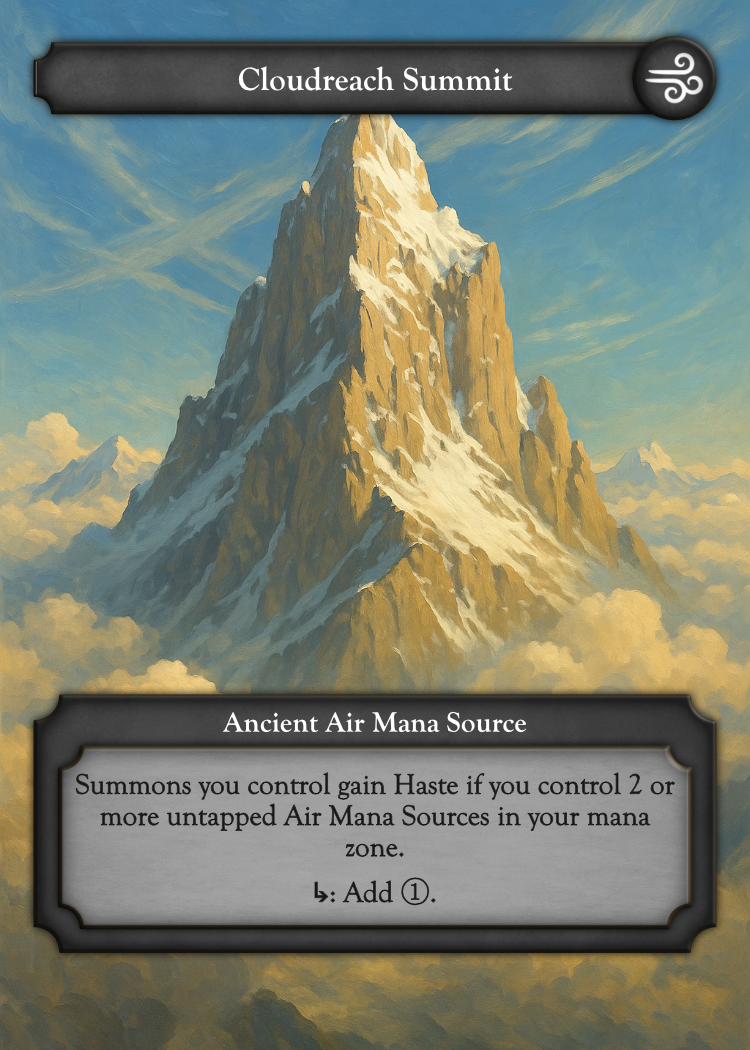 Cloudreach Summit
Ancient Air Mana Source
Summons you control gain Haste if you control 2 or
more untapped Air Mana Sources in your mana
zone.
↳: Add ①.